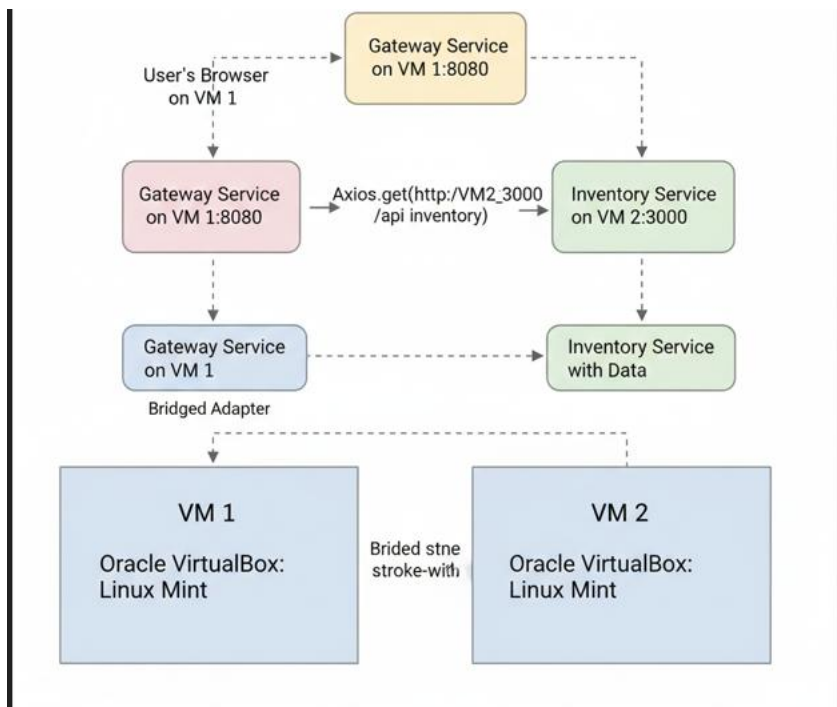 Gateway Service
on VM 1:8080
User's Browser
on VM 1
Gateway Service
on VM 1:8080
Axios.get(http:/VM2_3000
/api inventory)
Inventory Service
on VM 2:3000
Gateway Service
on VM 1
Inventory Service
with Data
Bridged Adapter
VM 1
Oracle VirtualBox:
Linux Mint
Brided stne
stroke-with
VM 2
Oracle VirtualBox:
Linux Mint